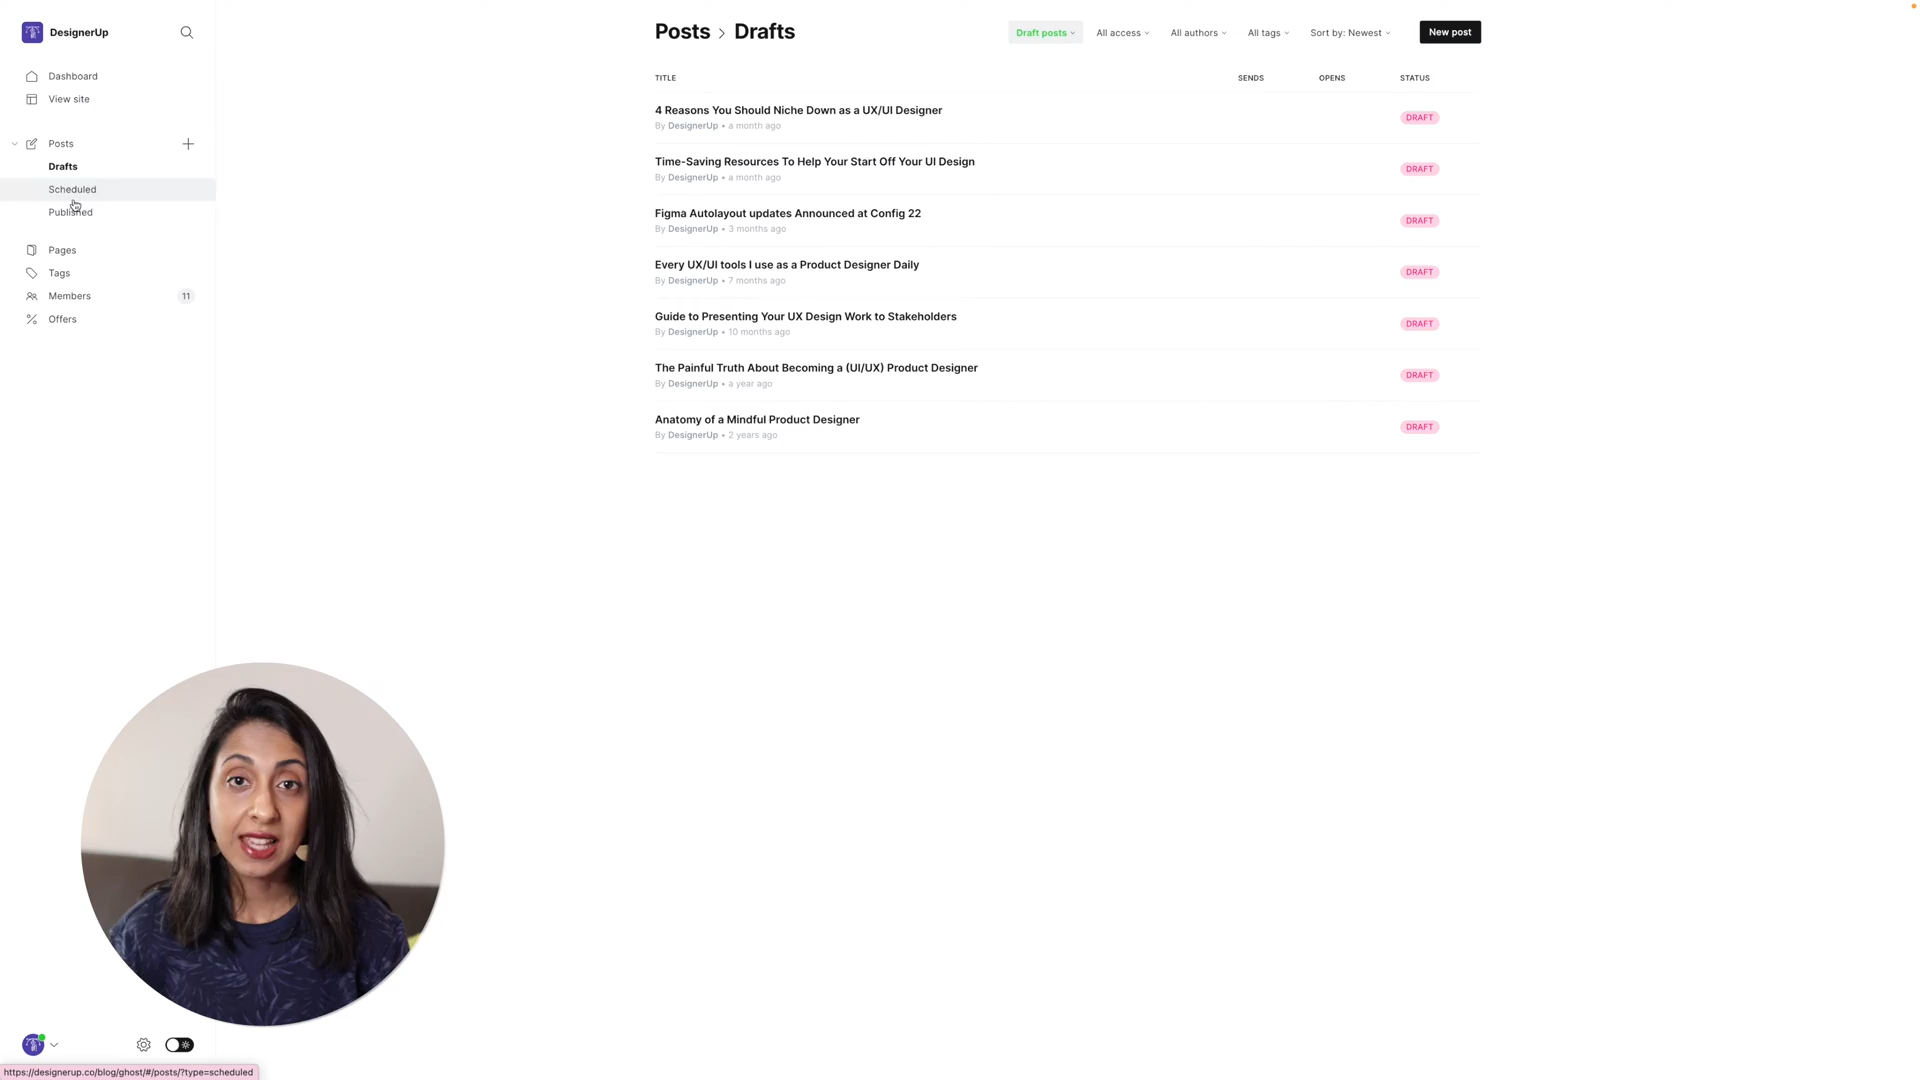 DesignerUp
Dashboard
View site
Posts
Drafts
Scheduled
Published
Pages
Tags
Members 11
Offers
Posts > Drafts
Draft posts
All access
All authors
All tags
Sort by: Newest
New post
TITLE SENDS OPENS STATUS
4 Reasons You Should Niche Down as a UX/UI Designer
By DesignerUp • a month ago
DRAFT
Time-Saving Resources To Help Your Start Off Your UI Design
By DesignerUp • a month ago
DRAFT
Figma Autolayout updates Announced at Config 22
By DesignerUp • 3 months ago
DRAFT
Every UX/UI tools I use as a Product Designer Daily
By DesignerUp • 7 months ago
DRAFT
Guide to Presenting Your UX Design Work to Stakeholders
By DesignerUp • 10 months ago
DRAFT
The Painful Truth About Becoming a (UI/UX) Product Designer
By DesignerUp • a year ago
DRAFT
Anatomy of a Mindful Product Designer
By DesignerUp • 2 years ago
DRAFT
https://designerup.co/blog/ghost/#/posts/?type=scheduled